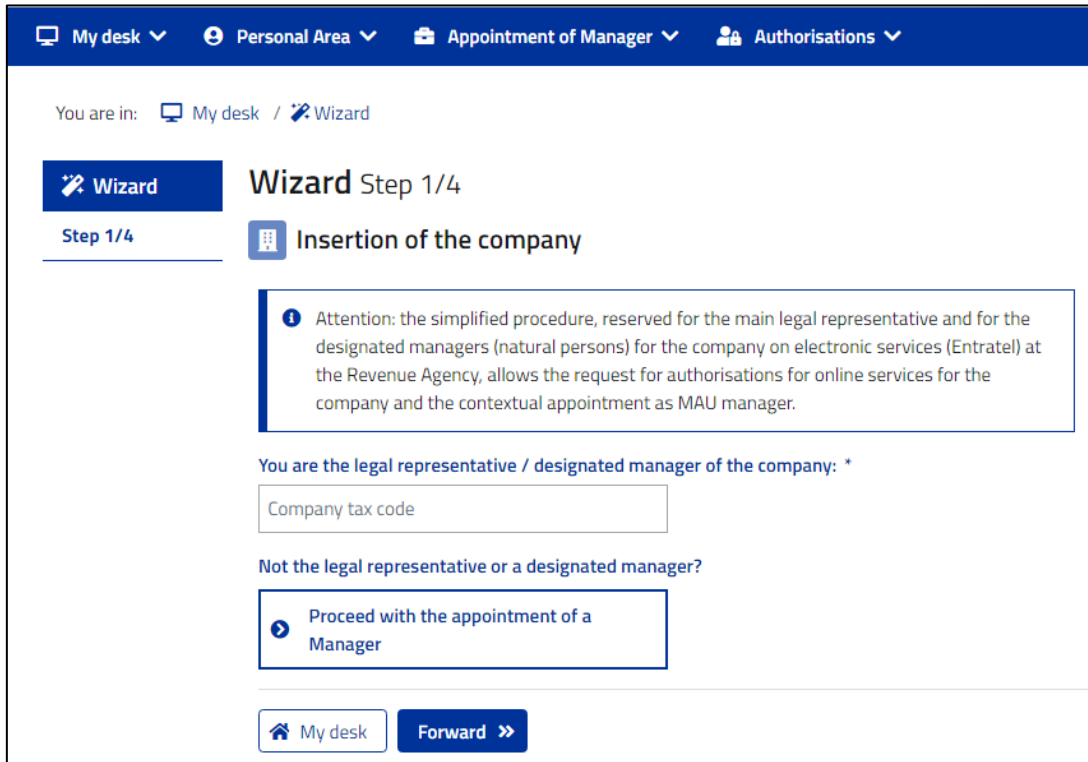 My desk Personal Area Appointment of Manager Authorisations
You are in: My desk / Wizard
Wizard
Step 1/4
Wizard Step 1/4
Insertion of the company
Attention: the simplified procedure, reserved for the main legal representative and for the
designated managers (natural persons) for the company on electronic services (Entratel) at
the Revenue Agency, allows the request for authorisations for online services for the
company and the contextual appointment as MAU manager.
You are the legal representative / designated manager of the company: *
Company tax code
Not the legal representative or a designated manager?
Proceed with the appointment of a
Manager
My desk
Forward